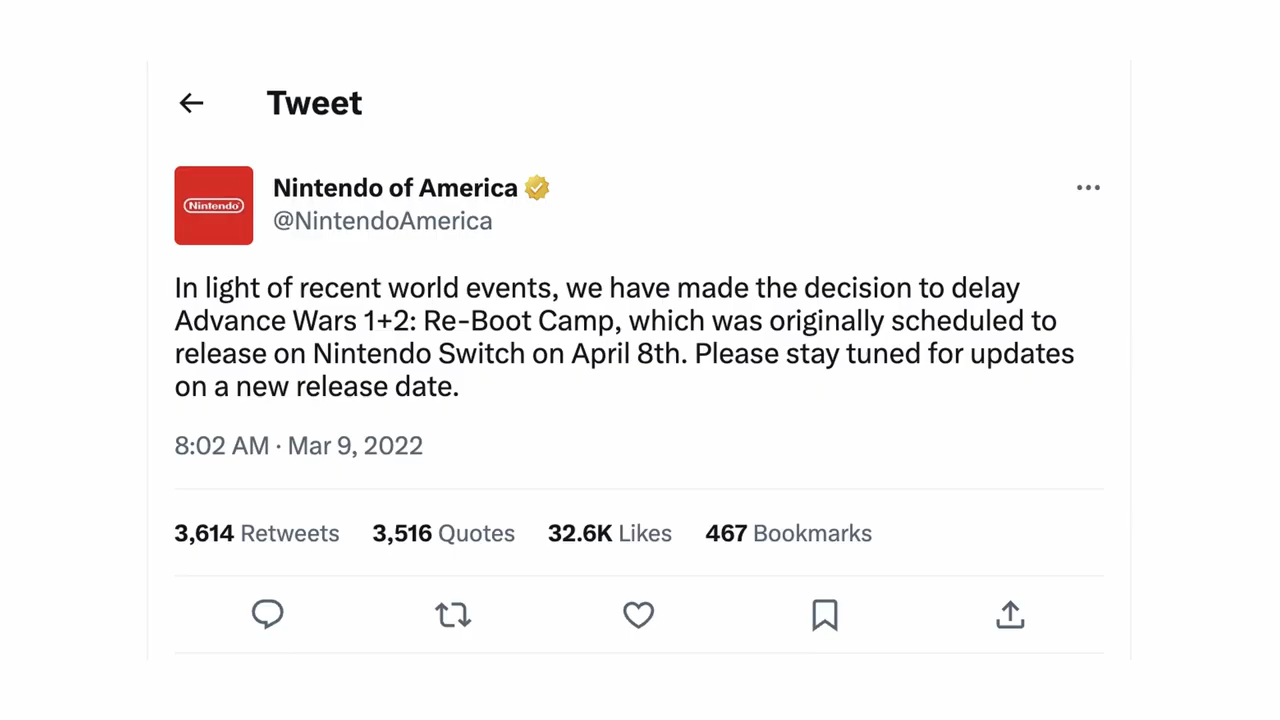 Tweet
Nintendo
Nintendo of America
@NintendoAmerica
In light of recent world events, we have made the decision to delay
Advance Wars 1+2: Re-Boot Camp, which was originally scheduled to
release on Nintendo Switch on April 8th. Please stay tuned for updates
on a new release date.
8:02 AM · Mar 9, 2022
3,614 Retweets 3,516 Quotes 32.6K Likes 467 Bookmarks